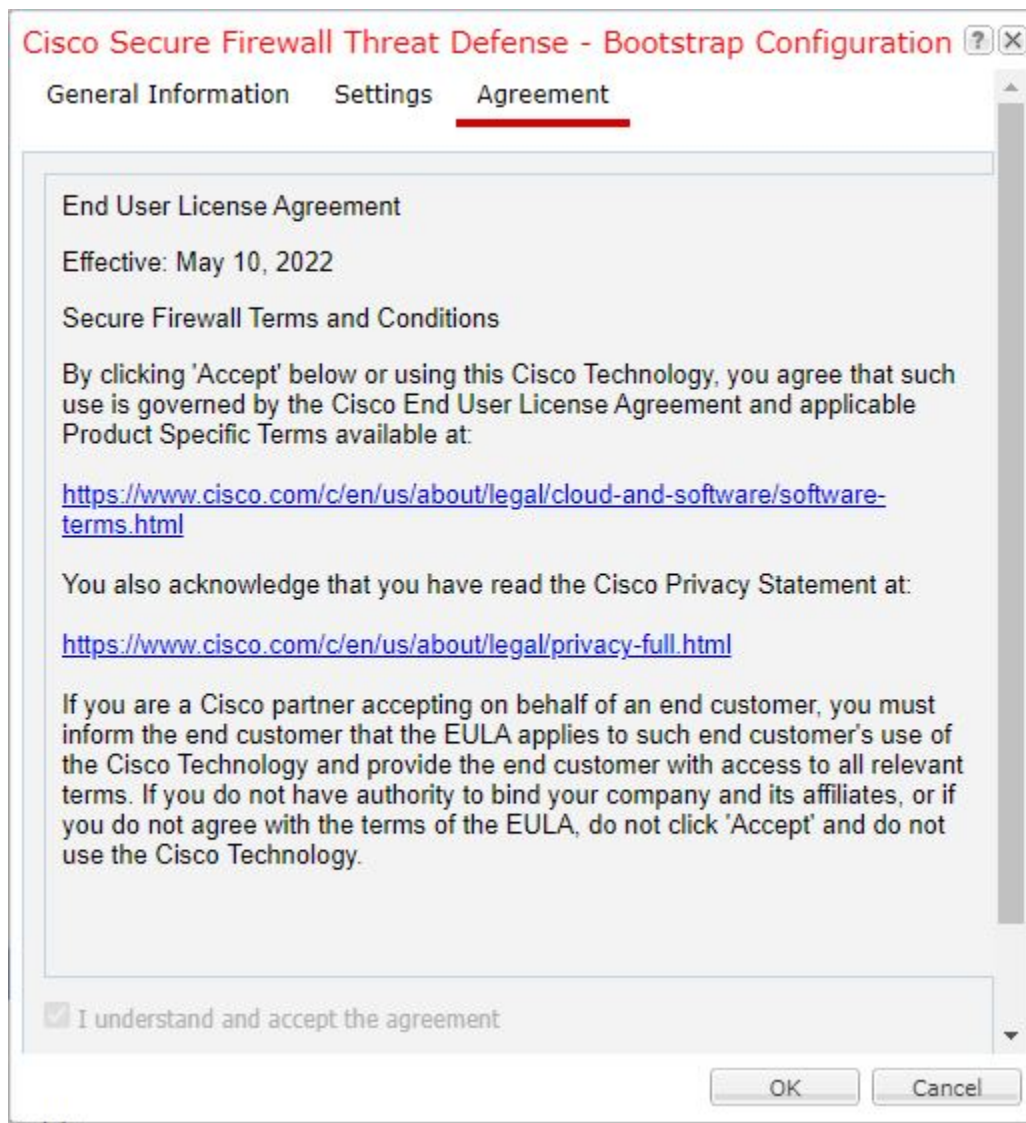 Cisco Secure Firewall Threat Defense - Bootstrap Configuration ? X
General Information Settings Agreement
End User License Agreement
Effective: May 10, 2022
Secure Firewall Terms and Conditions
By clicking 'Accept' below or using this Cisco Technology, you agree that such
use is governed by the Cisco End User License Agreement and applicable
Product Specific Terms available at:
https://www.cisco.com/c/en/us/about/legal/cloud-and-software/software-
terms.html
You also acknowledge that you have read the Cisco Privacy Statement at:
https://www.cisco.com/c/en/us/about/legal/privacy-full.html
If you are a Cisco partner accepting on behalf of an end customer, you must
inform the end customer that the EULA applies to such end customer's use of
the Cisco Technology and provide the end customer with access to all relevant
terms. If you do not have authority to bind your company and its affiliates, or if
you do not agree with the terms of the EULA, do not click 'Accept' and do not
use the Cisco Technology.
I understand and accept the agreement
OK Cancel